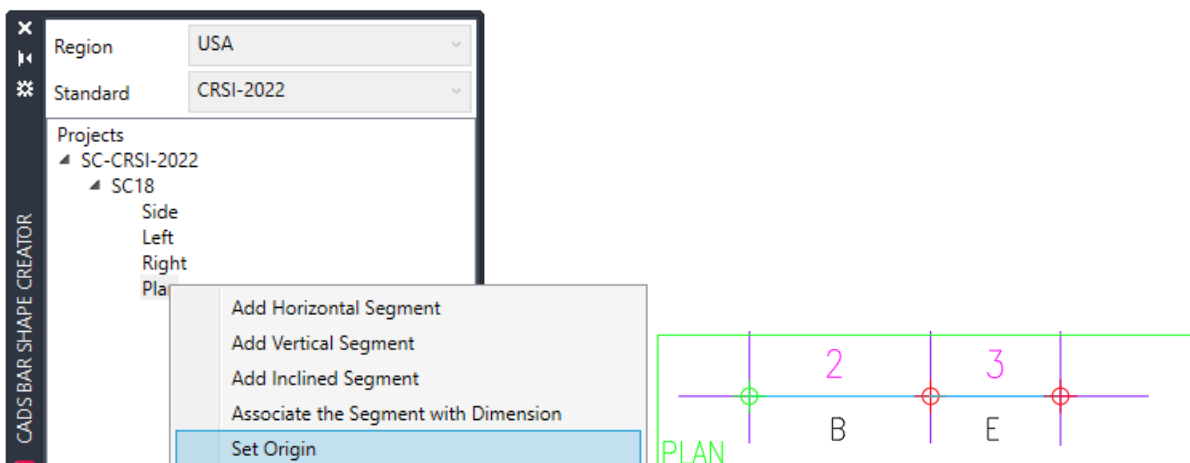 Region USA
Standard CRSI-2022
Projects
SC-CRSI-2022
SC18
Side
Left
Right
Pla
Add Horizontal Segment
Add Vertical Segment
Add Inclined Segment
Associate the Segment with Dimension
Set Origin
CADS BAR SHAPE CREATOR
2 3
B E
PLAN